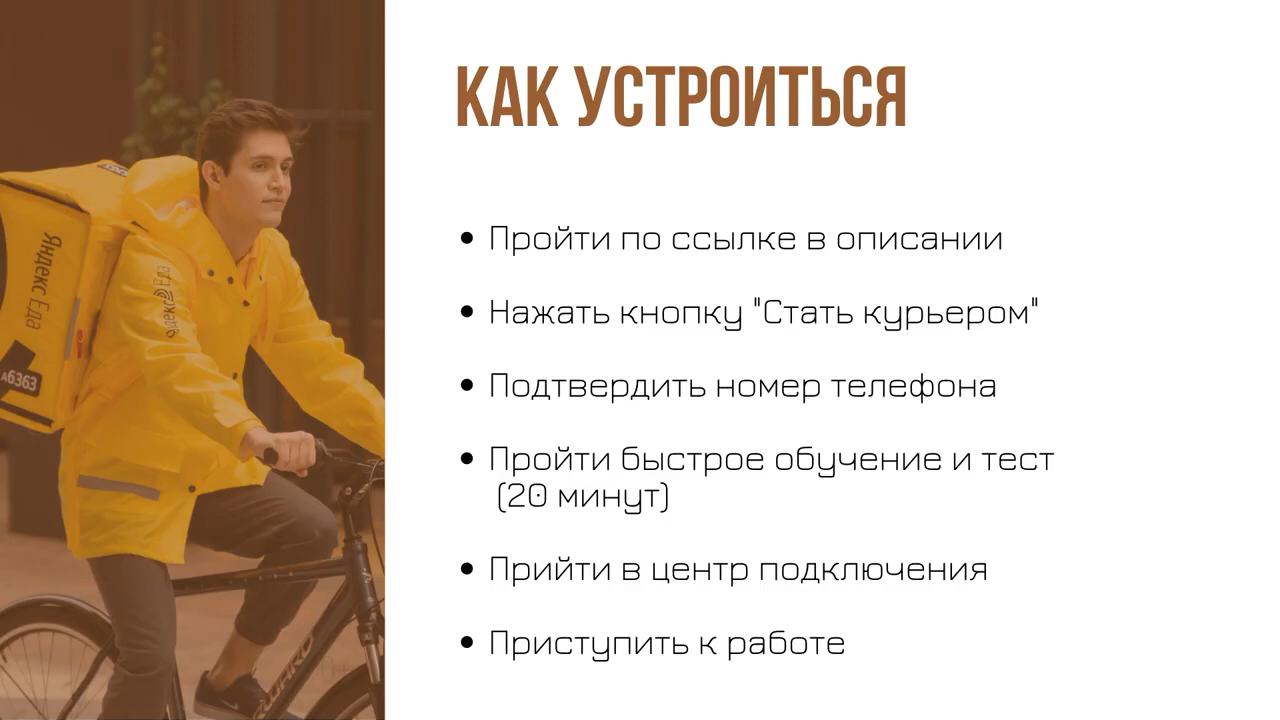 КАК УСТРОИТЬСЯ
• Пройти по ссылке в описании
• Нажать кнопку "Стать курьером"
• Подтвердить номер телефона
• Пройти быстрое обучение и тест
(20 минут)
• Прийти в центр подключения
• Приступить к работе
Яндекс Еда
Яндекс Еда
A6363